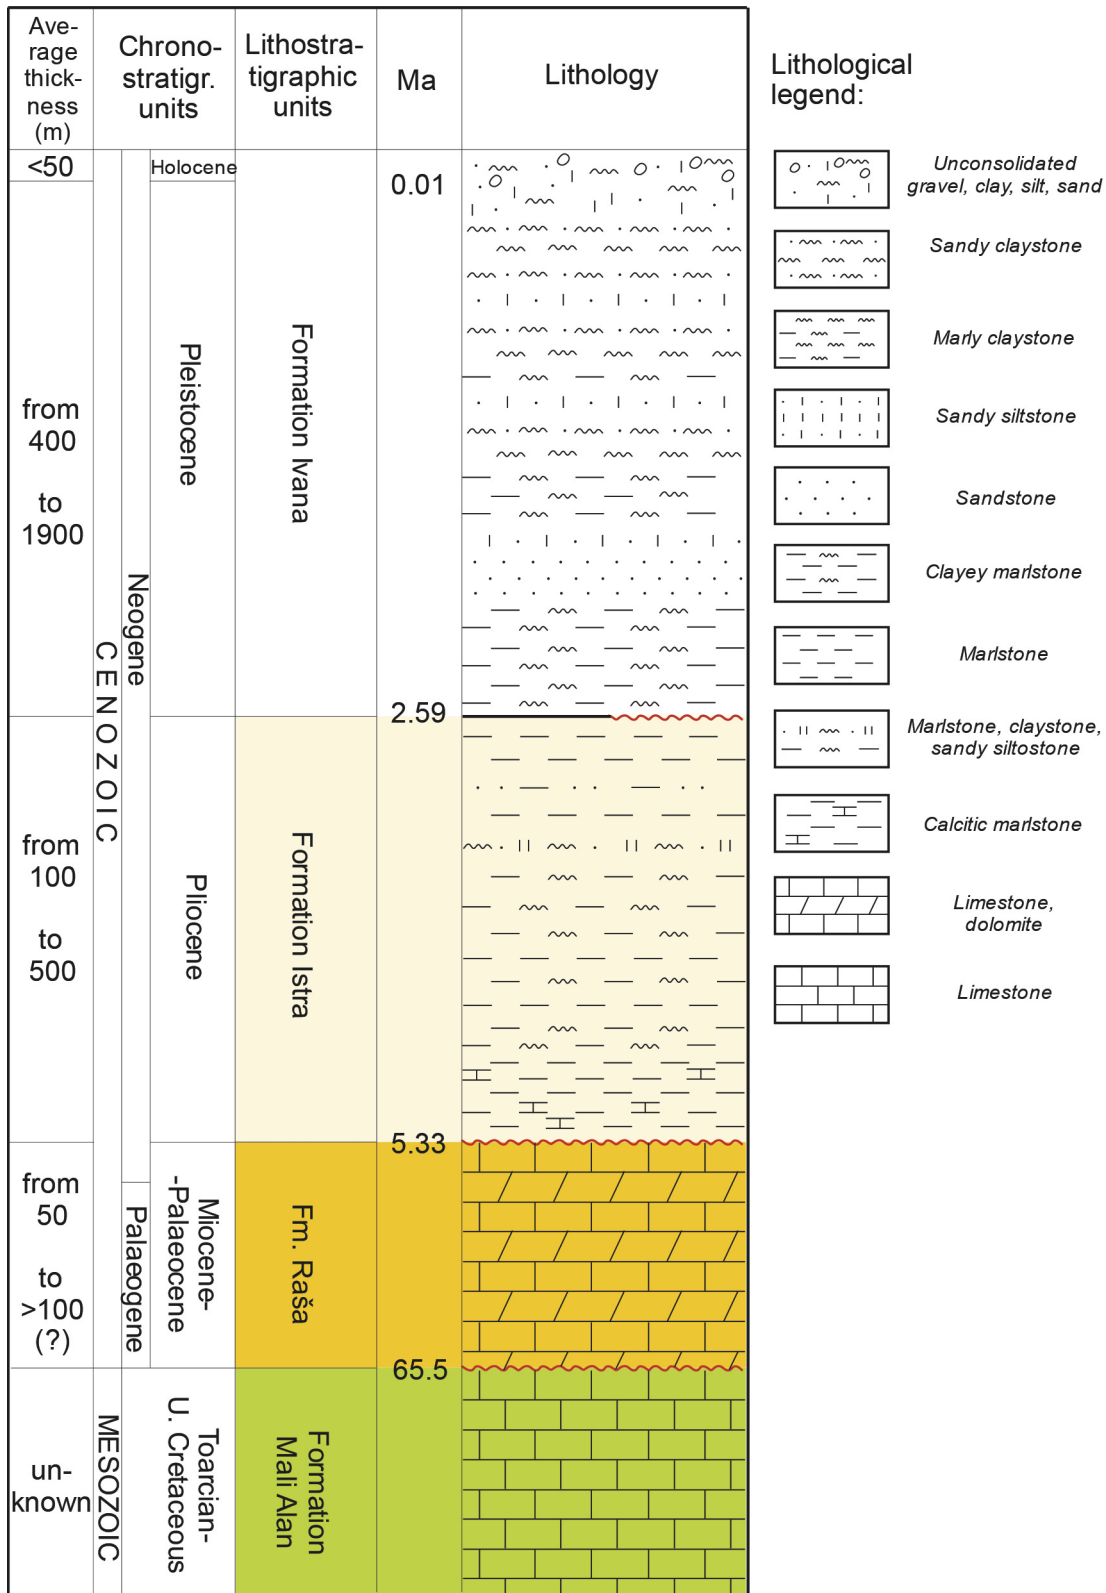 Ave-
rage
thick-
ness
(m)
Chrono-
stratigr.
units
Lithostra-
tigraphic
units
Ma
Lithology
<50
Holocene
0.01
from
400
to
1900
Pleistocene
Formation Ivana
Neogene
CENOZOIC
2.59
from
100
to
500
Pliocene
Formation Istra
5.33
from
50
to
>100
(?)
Palaeogene
Miocene-
-Palaeocene
Fm. Raša
65.5
un-
known
MESOZOIC
Toarcian-
U. Cretaceous
Formation
Mali Alan
Lithological
legend:
Unconsolidated
gravel, clay, silt, sand
Sandy claystone
Marly claystone
Sandy siltstone
Sandstone
Clayey marlstone
Marlstone
Marlstone, claystone,
sandy siltostone
Calcitic marlstone
Limestone,
dolomite
Limestone